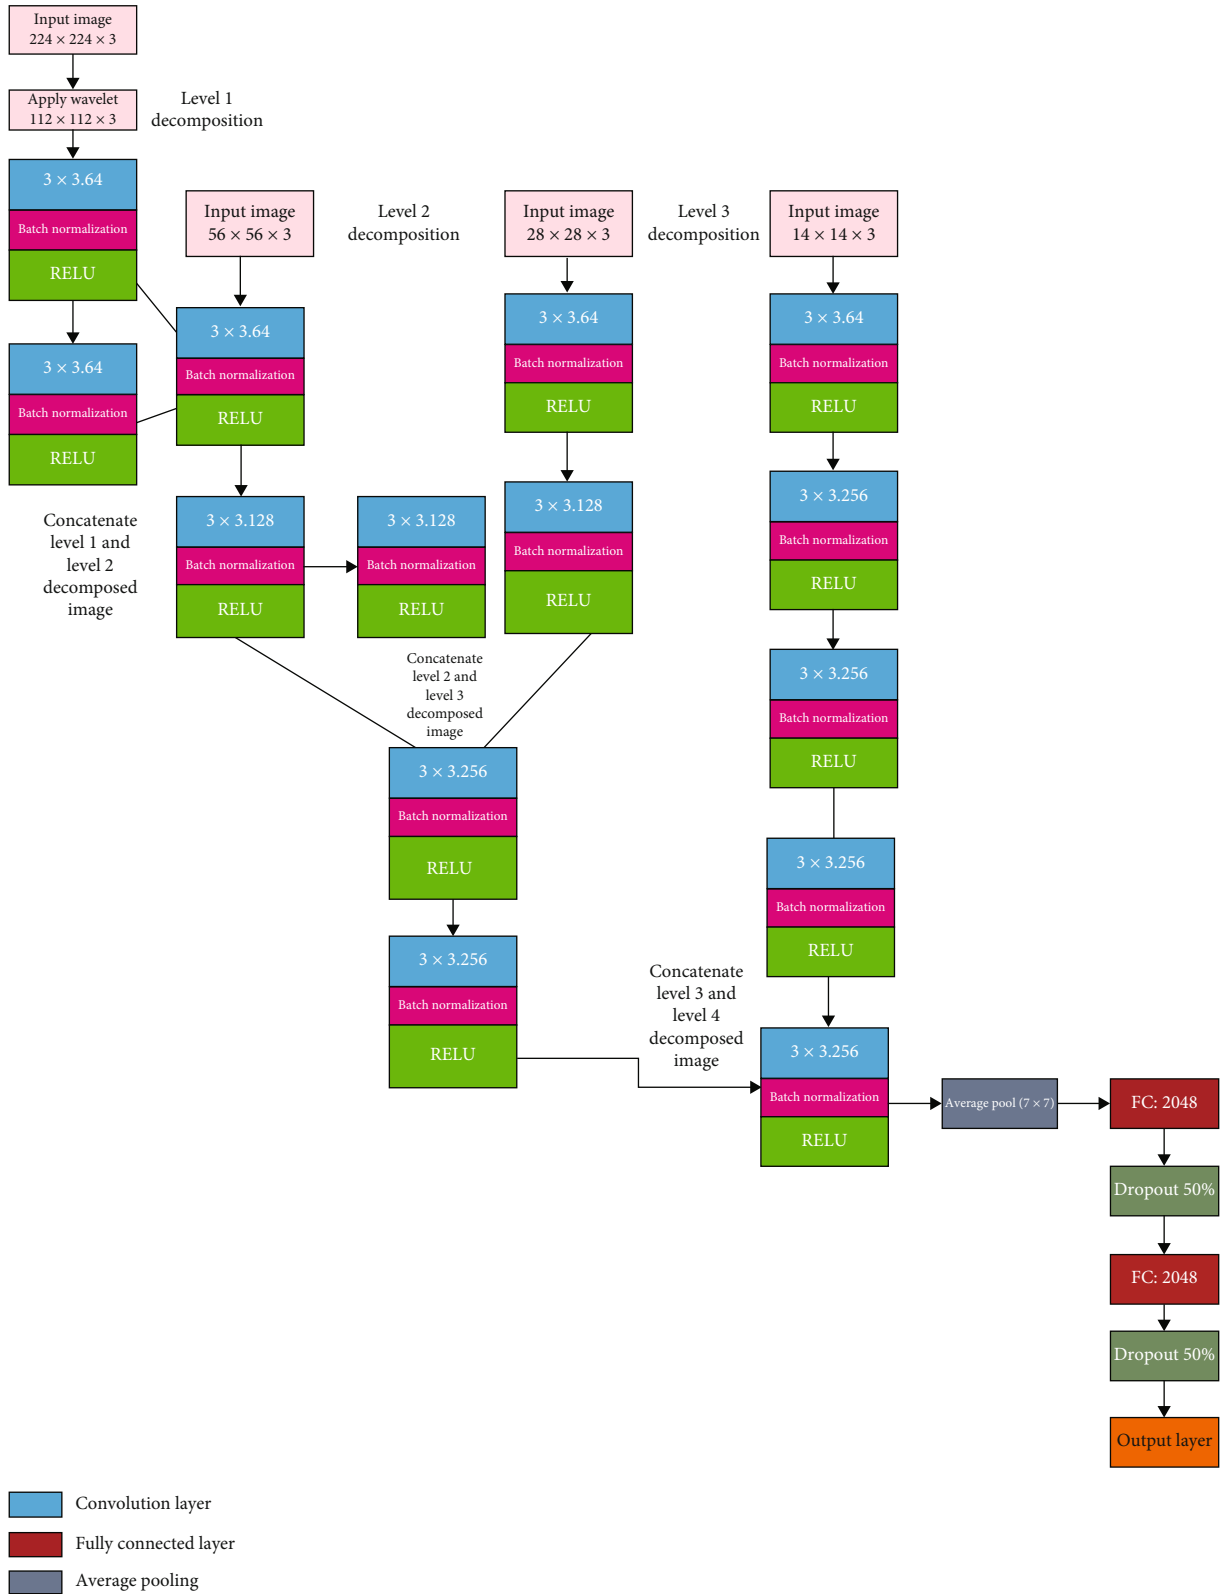 Input image
224 × 224 × 3
Apply wavelet
112 × 112 × 3
Level 1
decomposition
3 × 3.64
Batch normalization
RELU
3 × 3.64
Batch normalization
RELU
Concatenate
level 1 and
level 2
decomposed
image
Input image
56 × 56 × 3
Level 2
decomposition
3 × 3.64
Batch normalization
RELU
3 × 3.128
Batch normalization
RELU
3 × 3.128
Batch normalization
RELU
Input image
28 × 28 × 3
Level 3
decomposition
3 × 3.64
Batch normalization
RELU
3 × 3.128
Batch normalization
RELU
Concatenate
level 2 and
level 3
decomposed
image
3 × 3.256
Batch normalization
RELU
3 × 3.256
Batch normalization
RELU
Input image
14 × 14 × 3
3 × 3.64
Batch normalization
RELU
3 × 3.256
Batch normalization
RELU
3 × 3.256
Batch normalization
RELU
3 × 3.256
Batch normalization
RELU
Concatenate
level 3 and
level 4
decomposed
image
3 × 3.256
Batch normalization
RELU
Average pool (7 × 7)
FC: 2048
Dropout 50%
FC: 2048
Dropout 50%
Output layer
Convolution layer
Fully connected layer
Average pooling